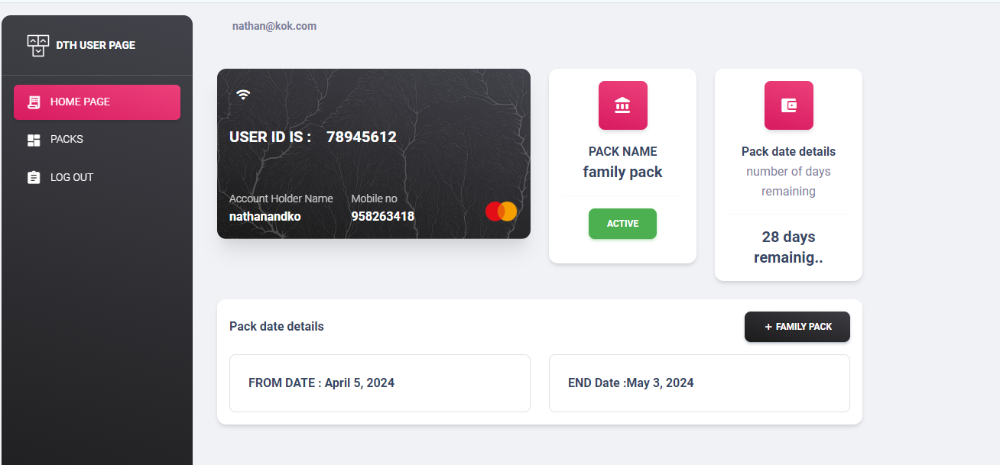 nathan@kok.com
DTH USER PAGE
HOME PAGE
PACKS
LOG OUT
USER ID IS : 78945612
Account Holder Name
nathanandko
Mobile no
958263418
PACK NAME
family pack
ACTIVE
Pack date details
number of days
remaining
28 days
remainig..
Pack date details
+ FAMILY PACK
FROM DATE : April 5, 2024
END Date :May 3, 2024